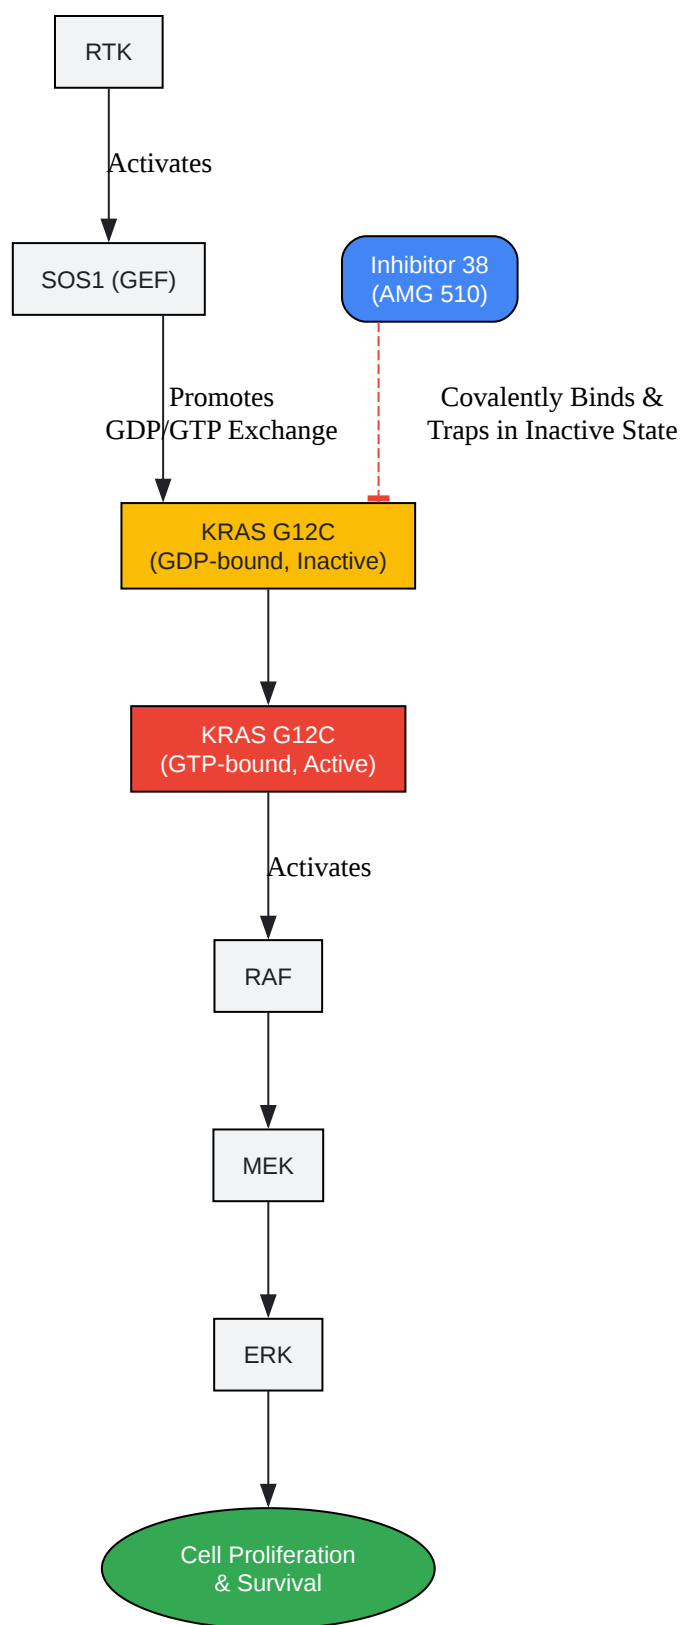 RTK
Activates
SOS1 (GEF)
Inhibitor 38
(AMG 510)
Promotes
GDP/GTP Exchange
Covalently Binds &
Traps in Inactive State
KRAS G12C
(GDP-bound, Inactive)
KRAS G12C
(GTP-bound, Active)
Activates
RAF
MEK
ERK
Cell Proliferation
& Survival